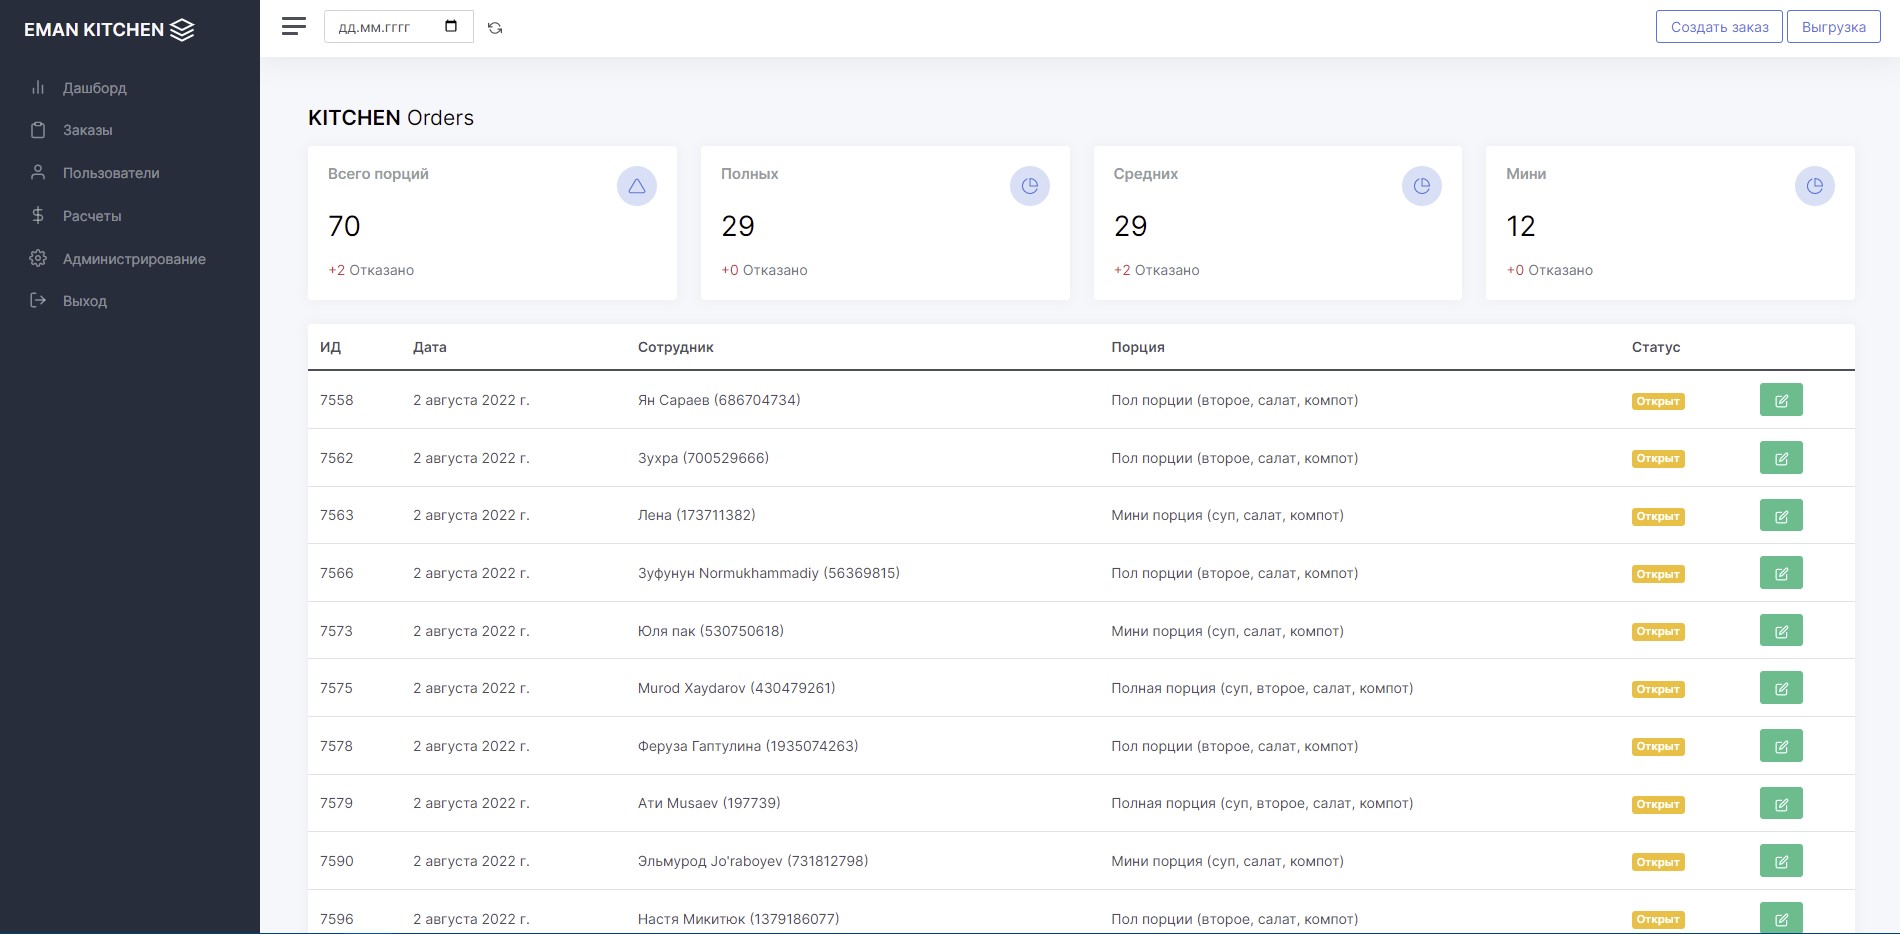 EMAN KITCHEN
Дашборд
Заказы
Пользователи
Расчеты
Администрирование
Выход
дд.мм.гггг
Создать заказ
Выгрузка
KITCHEN Orders
Всего порций
70
+2 Отказано
Полных
29
+0 Отказано
Средних
29
+2 Отказано
Мини
12
+0 Отказано
ИД Дата Сотрудник Порция Статус
7558 2 августа 2022 г. Ян Сараев (686704734) Пол порции (второе, салат, компот) Открыт
7562 2 августа 2022 г. Зухра (700529666) Пол порции (второе, салат, компот) Открыт
7563 2 августа 2022 г. Лена (173711382) Мини порция (суп, салат, компот) Открыт
7566 2 августа 2022 г. Зуфунун Normukhammadiy (56369815) Пол порции (второе, салат, компот) Открыт
7573 2 августа 2022 г. Юля пак (530750618) Мини порция (суп, салат, компот) Открыт
7575 2 августа 2022 г. Murod Xaydarov (430479261) Полная порция (суп, второе, салат, компот) Открыт
7578 2 августа 2022 г. Феруза Гаптулина (1935074263) Пол порции (второе, салат, компот) Открыт
7579 2 августа 2022 г. Ати Musaev (197739) Полная порция (суп, второе, салат, компот) Открыт
7590 2 августа 2022 г. Эльмурод Jo'raboyev (731812798) Мини порция (суп, салат, компот) Открыт
7596 2 августа 2022 г. Настя Микитюк (1379186077) Пол порции (второе, салат, компот) Открыт